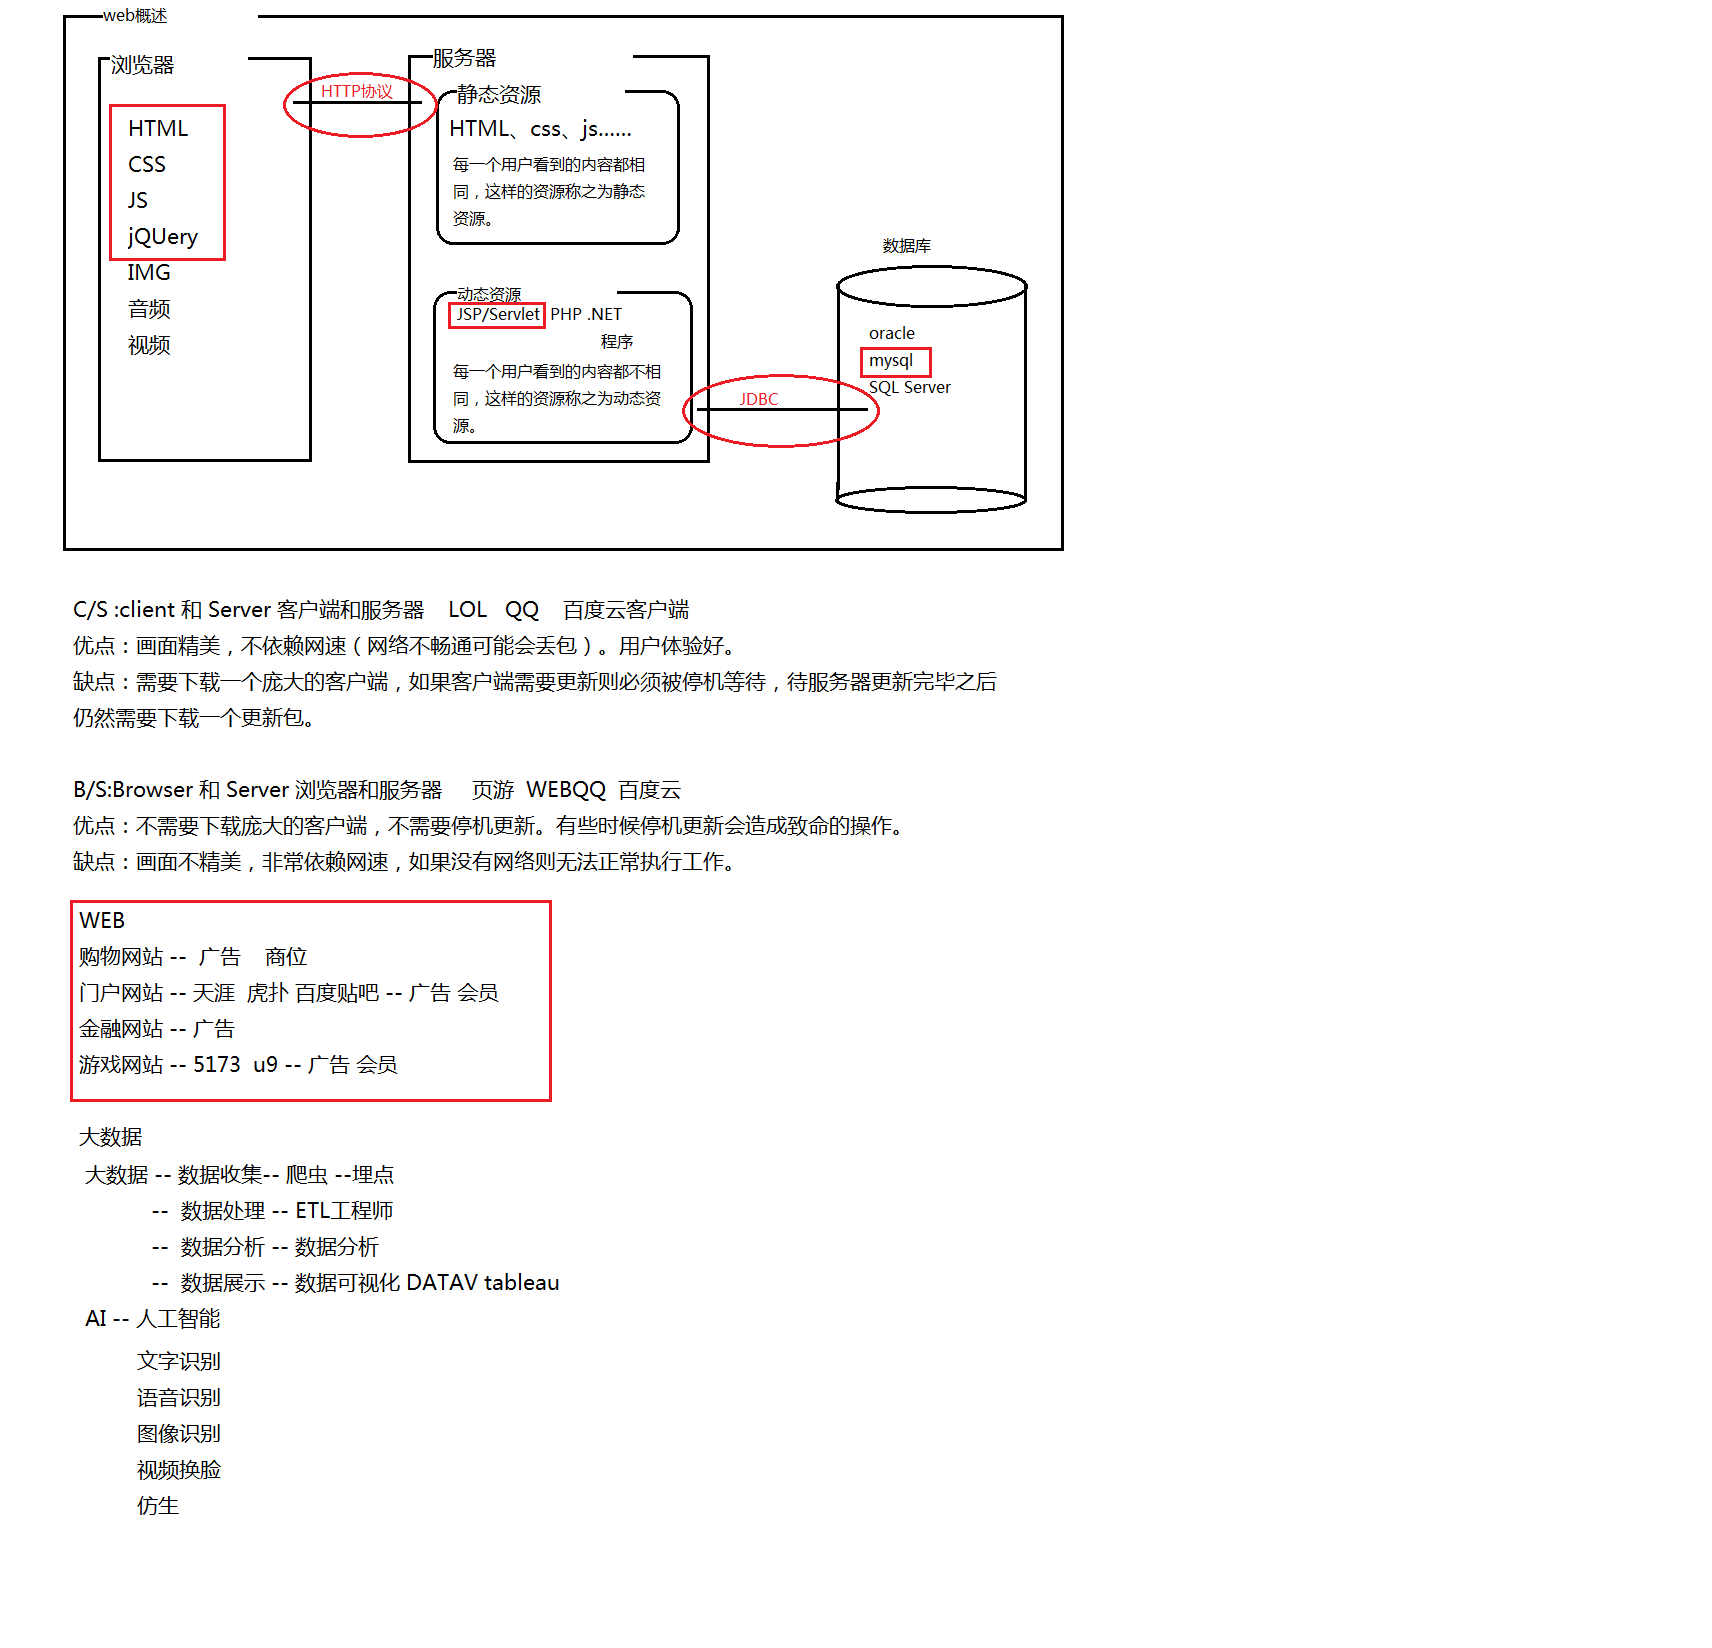 web概述
浏览器
HTML
CSS
JS
jQUery
IMG
音频
视频
HTTP协议
服务器
静态资源
HTML、css、js......
每一个用户看到的内容都相
同，这样的资源称之为静态
资源。
动态资源
JSP/Servlet PHP .NET
程序
每一个用户看到的内容都不相
同，这样的资源称之为动态资
源。
JDBC
数据库
oracle
mysql
SQL Server
C/S :client 和 Server 客户端和服务器 LOL QQ 百度云客户端
优点：画面精美，不依赖网速（网络不畅通可能会丢包）。用户体验好。
缺点：需要下载一个庞大的客户端，如果客户端需要更新则必须被停机等待，待服务器更新完毕之后
仍然需要下载一个更新包。
B/S:Browser 和 Server 浏览器和服务器 页游 WEBQQ 百度云
优点：不需要下载庞大的客户端，不需要停机更新。有些时候停机更新会造成致命的操作。
缺点：画面不精美，非常依赖网速，如果没有网络则无法正常执行工作。
WEB
购物网站 -- 广告 商位
门户网站 -- 天涯 虎扑 百度贴吧 -- 广告 会员
金融网站 -- 广告
游戏网站 -- 5173 u9 -- 广告 会员
大数据
大数据 -- 数据收集-- 爬虫 --埋点
-- 数据处理 -- ETL工程师
-- 数据分析 -- 数据分析
-- 数据展示 -- 数据可视化 DATAV tableau
AI -- 人工智能
文字识别
语音识别
图像识别
视频换脸
仿生